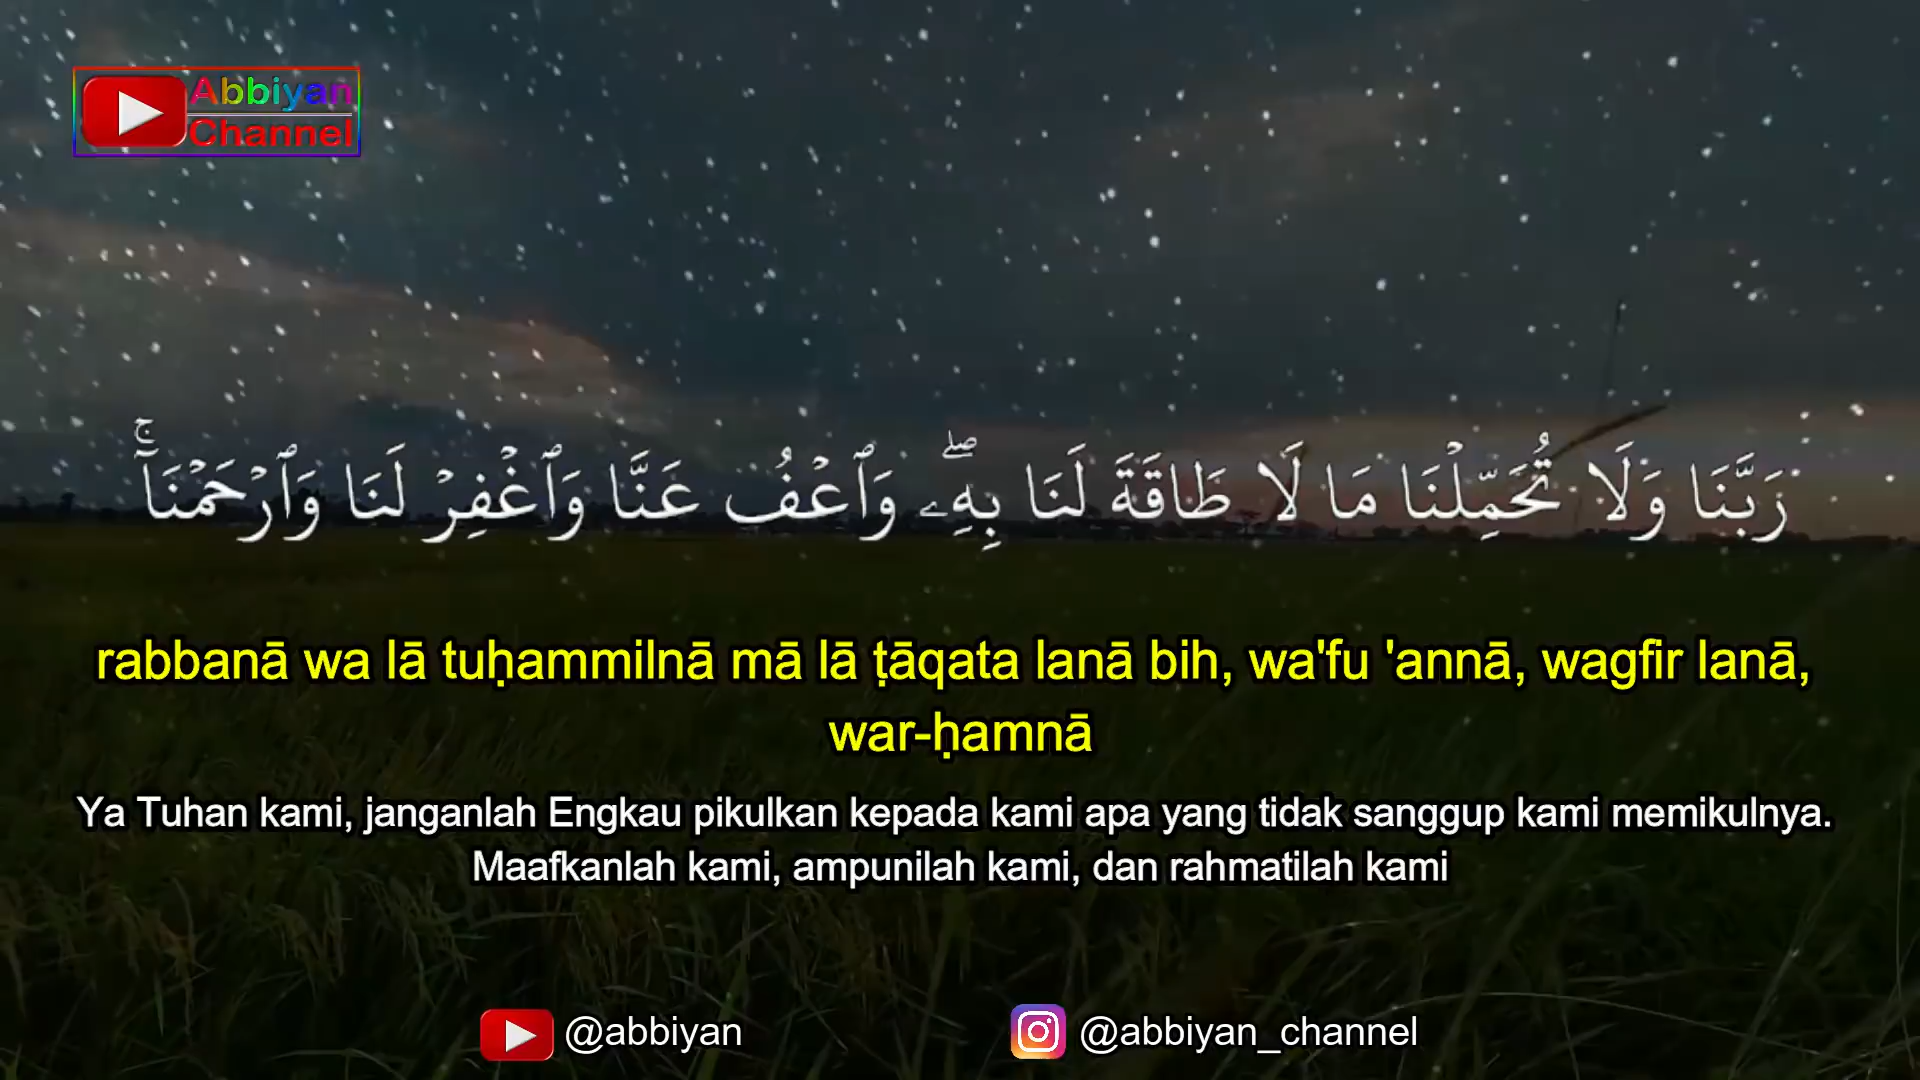 Abbiyan
Channel
رَبَّنَا وَلَا تُحَمِّلْنَا مَا لَا طَاقَةَ لَنَا بِهِۦۖ وَٱعْفُ عَنَّا وَٱغْفِرْ لَنَا وَٱرْحَمْنَآۚ
rabbanā wa lā tuḥammilnā mā lā ṭāqata lanā bih, wa'fu 'annā, wagfir lanā,
war-ḥamnā
Ya Tuhan kami, janganlah Engkau pikulkan kepada kami apa yang tidak sanggup kami memikulnya.
Maafkanlah kami, ampunilah kami, dan rahmatilah kami
@abbiyan
@abbiyan_channel